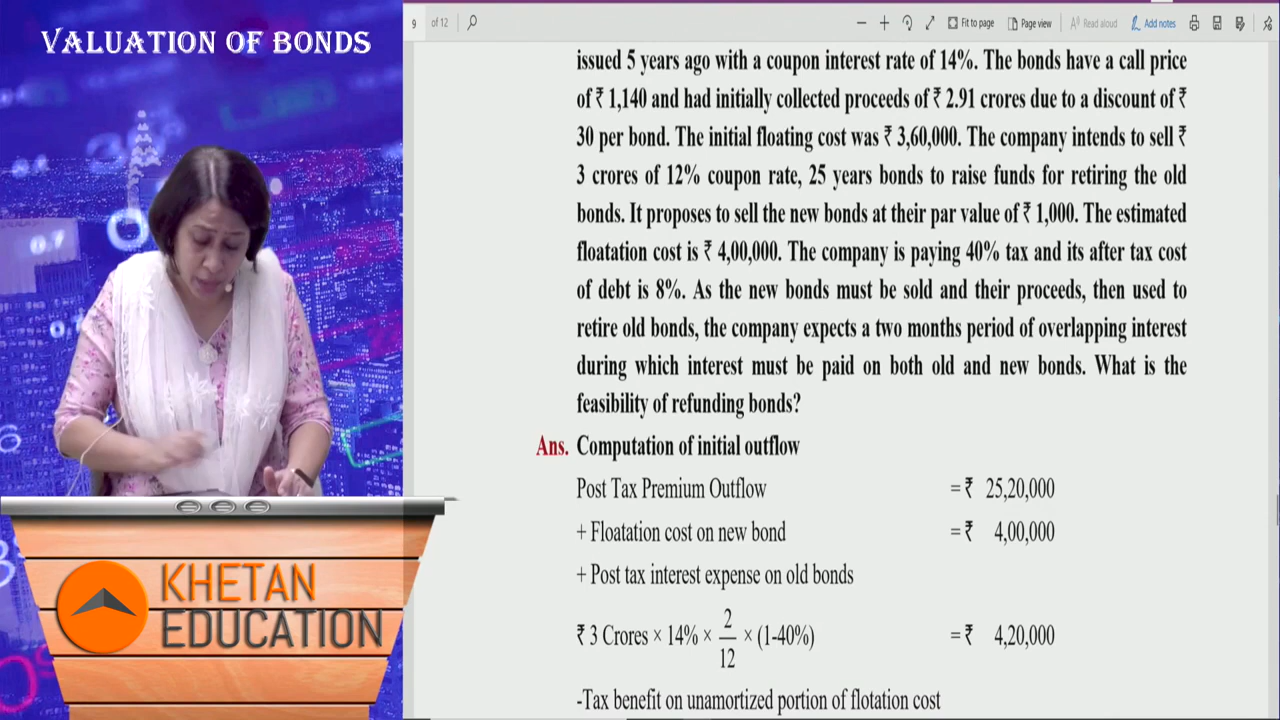 VALUATION OF BONDS
9 of 12
Fit to page
Page view
Read aloud
Add notes
issued 5 years ago with a coupon interest rate of 14%. The bonds have a call price
of ₹ 1,140 and had initially collected proceeds of ₹ 2.91 crores due to a discount of ₹
30 per bond. The initial floating cost was ₹ 3,60,000. The company intends to sell ₹
3 crores of 12% coupon rate, 25 years bonds to raise funds for retiring the old
bonds. It proposes to sell the new bonds at their par value of ₹ 1,000. The estimated
floatation cost is ₹ 4,00,000. The company is paying 40% tax and its after tax cost
of debt is 8%. As the new bonds must be sold and their proceeds, then used to
retire old bonds, the company expects a two months period of overlapping interest
during which interest must be paid on both old and new bonds. What is the
feasibility of refunding bonds?
Ans. Computation of initial outflow
Post Tax Premium Outflow = ₹ 25,20,000
+ Floatation cost on new bond = ₹ 4,00,000
+ Post tax interest expense on old bonds
₹ 3 Crores × 14% × 2/12 × (1-40%) = ₹ 4,20,000
-Tax benefit on unamortized portion of flotation cost
KHETAN
EDUCATION